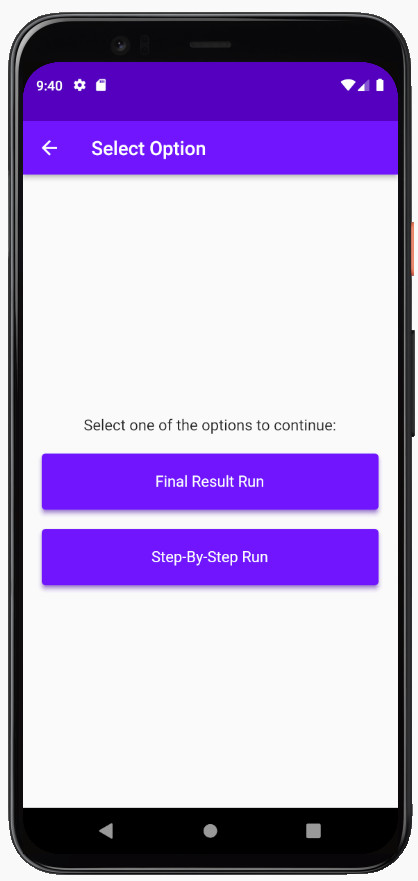 9:40
Select Option
Select one of the options to continue:
Final Result Run
Step-By-Step Run